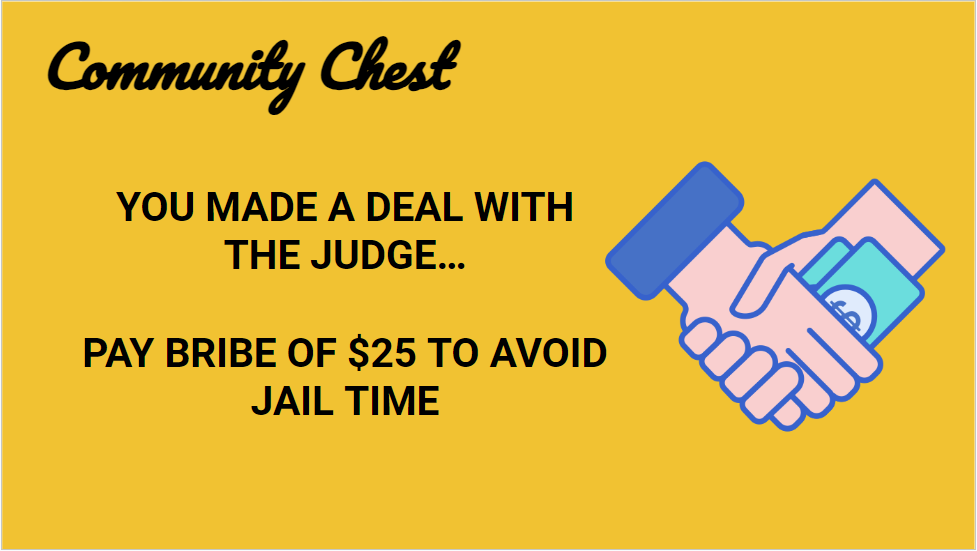 Community Chest
YOU MADE A DEAL WITH
THE JUDGE...
PAY BRIBE OF $25 TO AVOID
JAIL TIME